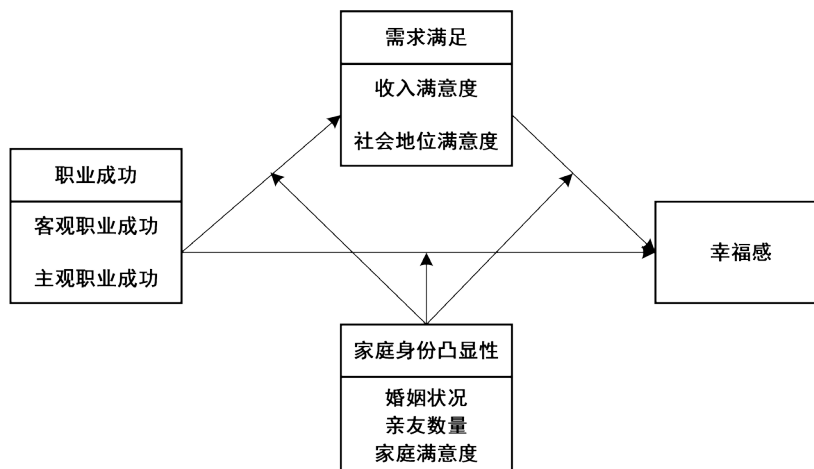 需求满足
收入满意度
社会地位满意度
职业成功
客观职业成功
主观职业成功
幸福感
家庭身份凸显性
婚姻状况
亲友数量
家庭满意度